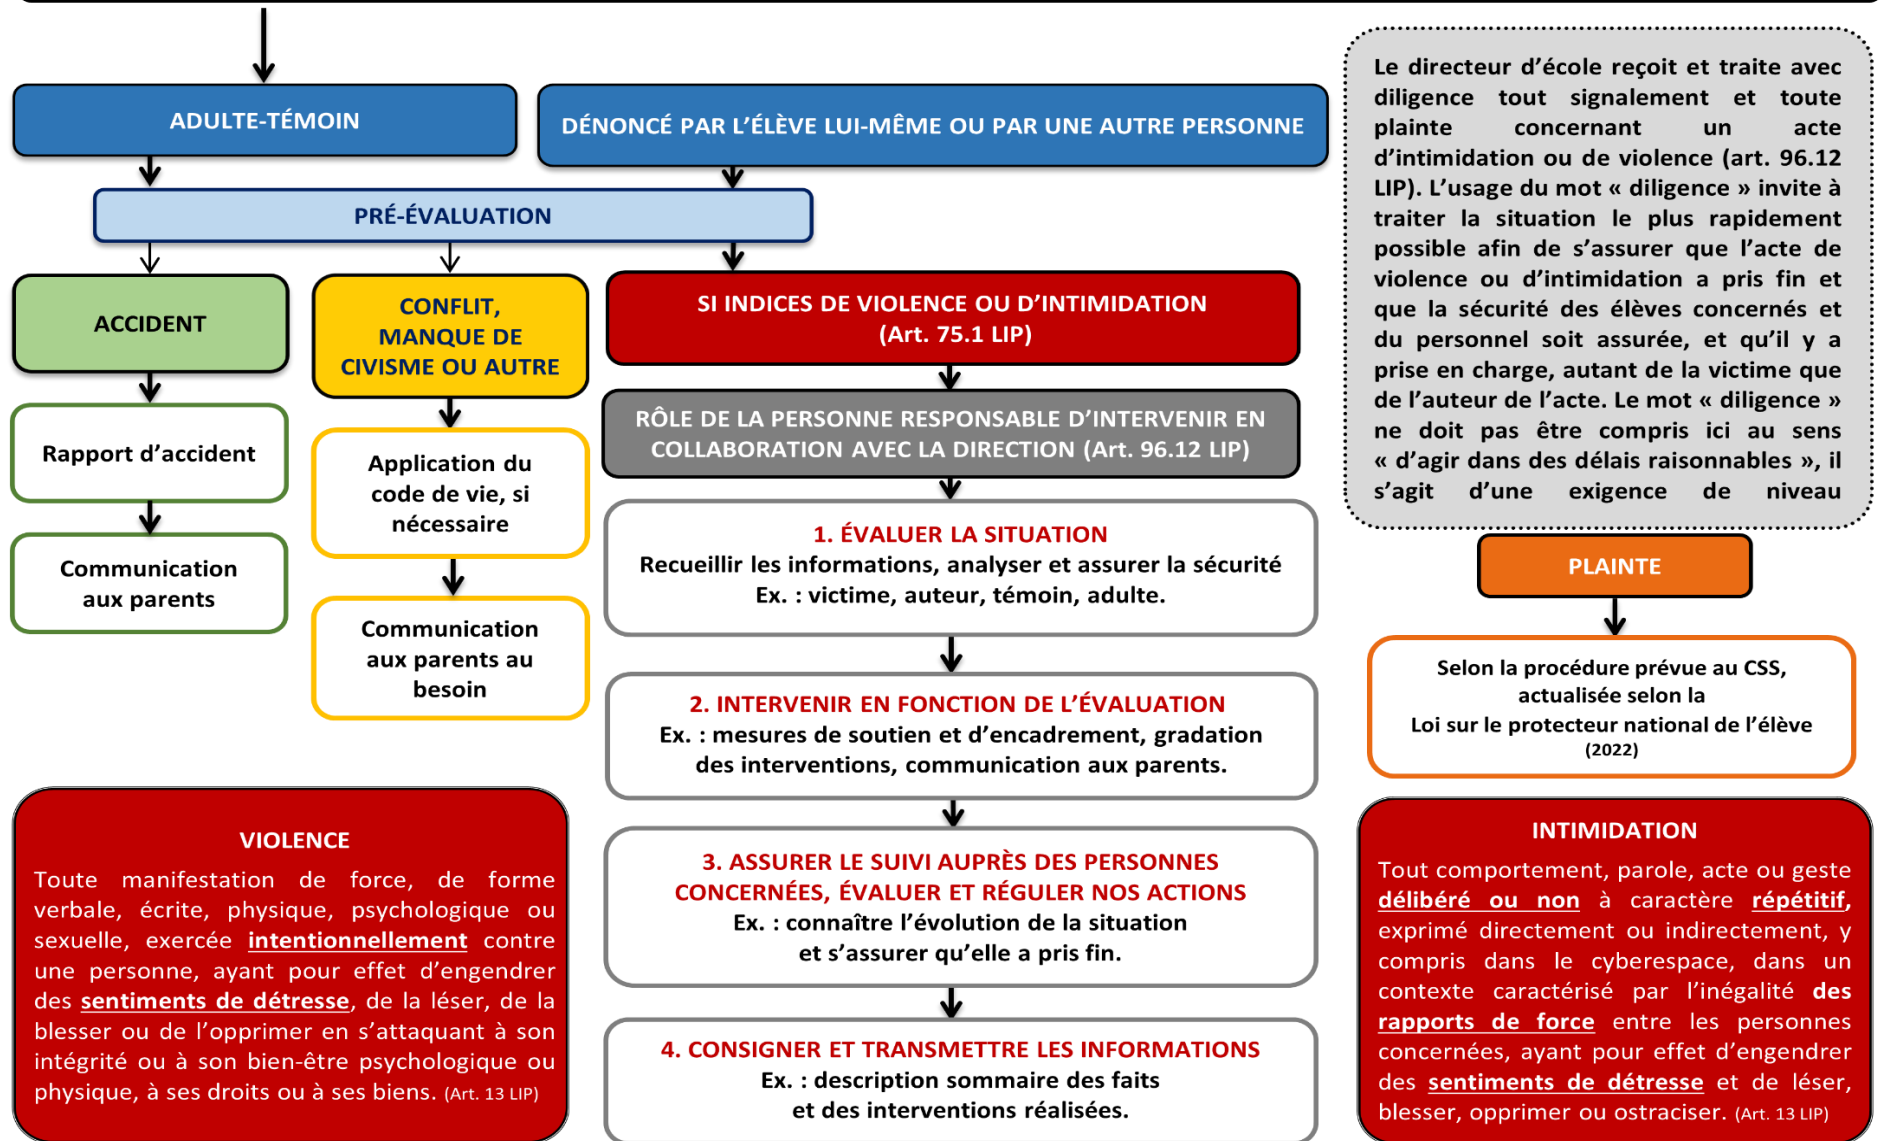 ADULTE-TÉMOIN
DÉNONCÉ PAR L’ÉLÈVE LUI-MÊME OU PAR UNE AUTRE PERSONNE
PRÉ-ÉVALUATION
ACCIDENT
Rapport d’accident
Communication
aux parents
CONFLIT,
MANQUE DE
CIVISME OU AUTRE
Application du
code de vie, si
nécessaire
Communication
aux parents au
besoin
SI INDICES DE VIOLENCE OU D’INTIMIDATION
(Art. 75.1 LIP)
RÔLE DE LA PERSONNE RESPONSABLE D’INTERVENIR EN
COLLABORATION AVEC LA DIRECTION (Art. 96.12 LIP)
1. ÉVALUER LA SITUATION
Recueillir les informations, analyser et assurer la sécurité
Ex. : victime, auteur, témoin, adulte.
2. INTERVENIR EN FONCTION DE L’ÉVALUATION
Ex. : mesures de soutien et d’encadrement, gradation
des interventions, communication aux parents.
3. ASSURER LE SUIVI AUPRÈS DES PERSONNES
CONCERNÉES, ÉVALUER ET RÉGULER NOS ACTIONS
Ex. : connaître l’évolution de la situation
et s’assurer qu’elle a pris fin.
4. CONSIGNER ET TRANSMETTRE LES INFORMATIONS
Ex. : description sommaire des faits
et des interventions réalisées.
Le directeur d’école reçoit et traite avec
diligence tout signalement et toute
plainte concernant un acte
d’intimidation ou de violence (art. 96.12
LIP). L’usage du mot « diligence » invite à
traiter la situation le plus rapidement
possible afin de s’assurer que l’acte de
violence ou d’intimidation a pris fin et
que la sécurité des élèves concernés et
du personnel soit assurée, et qu’il y a
prise en charge, autant de la victime que
de l’auteur de l’acte. Le mot « diligence »
ne doit pas être compris ici au sens
« d’agir dans des délais raisonnables », il
s’agit d’une exigence de niveau
PLAINTE
Selon la procédure prévue au CSS,
actualisée selon la
Loi sur le protecteur national de l’élève
(2022)
VIOLENCE
Toute manifestation de force, de forme
verbale, écrite, physique, psychologique ou
sexuelle, exercée intentionnellement contre
une personne, ayant pour effet d’engendrer
des sentiments de détresse, de la léser, de la
blesser ou de l’opprimer en s’attaquant à son
intégrité ou à son bien-être psychologique ou
physique, à ses droits ou à ses biens. (Art. 13 LIP)
INTIMIDATION
Tout comportement, parole, acte ou geste
délibéré ou non à caractère répétitif,
exprimé directement ou indirectement, y
compris dans le cyberespace, dans un
contexte caractérisé par l’inégalité des
rapports de force entre les personnes
concernées, ayant pour effet d’engendrer
des sentiments de détresse et de léser,
blesser, opprimer ou ostraciser. (Art. 13 LIP)